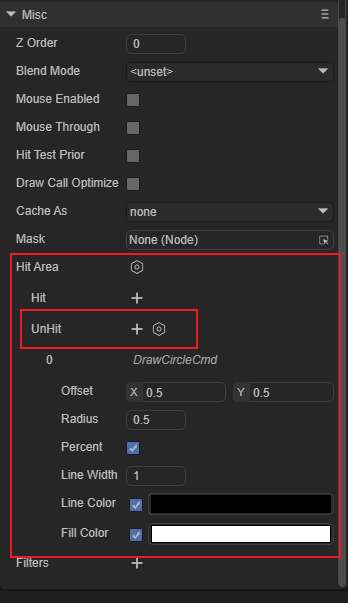 Misc
Z Order 0
Blend Mode <unset>
Mouse Enabled
Mouse Through
Hit Test Prior
Draw Call Optimize
Cache As none
Mask None (Node)
Hit Area
Hit
UnHit
0 DrawCircleCmd
Offset X 0.5 Y 0.5
Radius 0.5
Percent
Line Width 1
Line Color
Fill Color
Filters